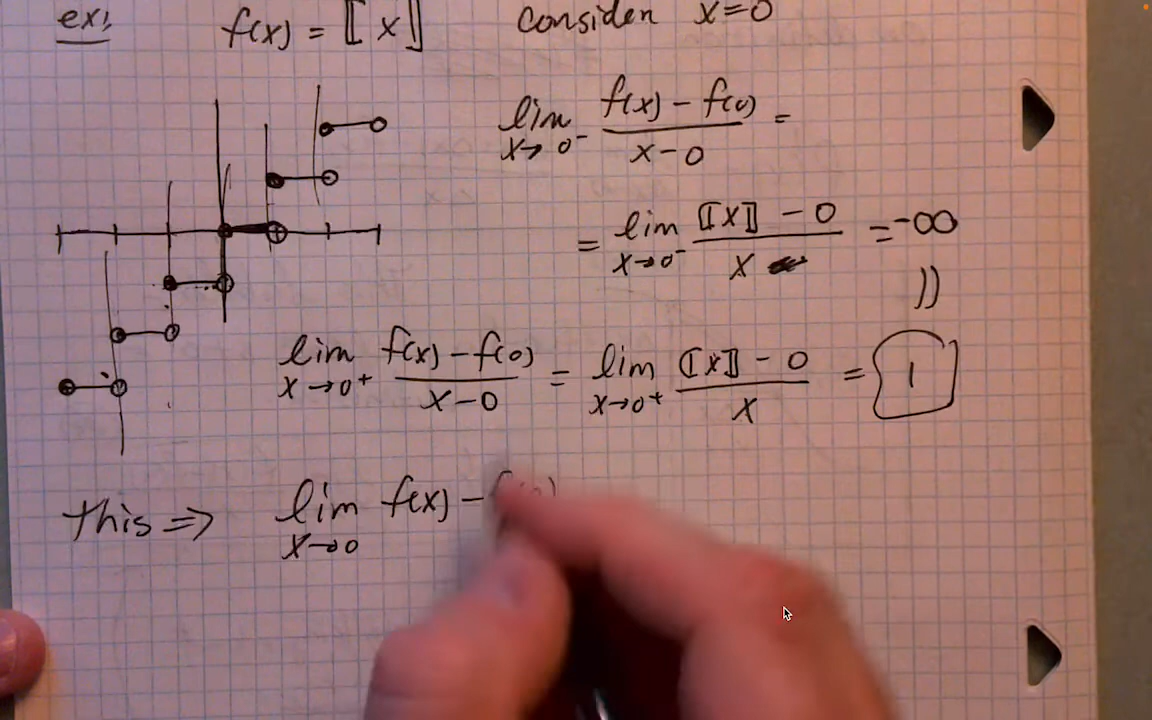 ex: f(x) = ⟦x⟧ consider x=0
lim x→0⁻ (f(x) − f(0))/(x−0) =
= lim x→0⁻ (⟦x⟧ − 0)/x = -∞
lim x→0⁺ (f(x) − f(0))/(x−0) = lim x→0⁺ (⟦x⟧ − 0)/x = 1
this ⇒ lim x→0 f(x) − f(0)